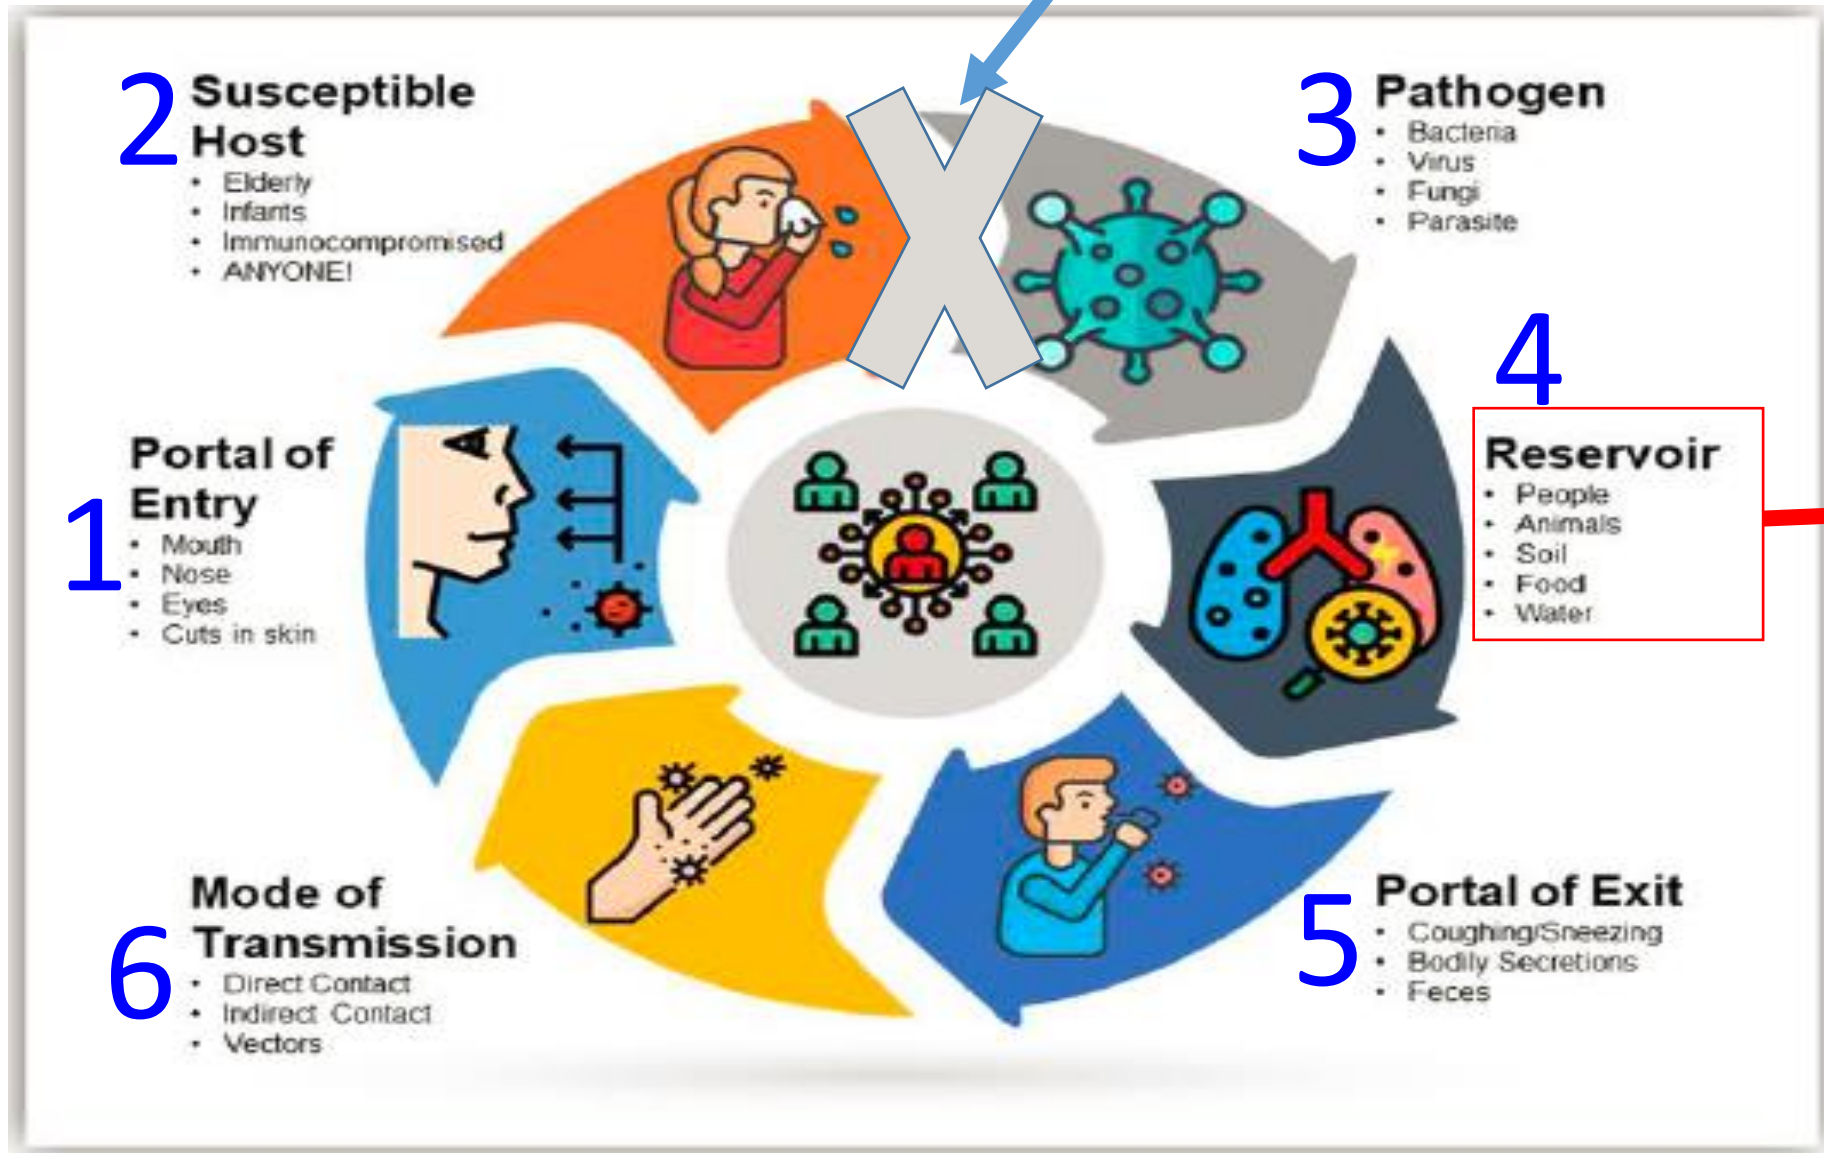 2
Susceptible
Host
• Elderly
• Infants
• Immunocompromised
• ANYONE!
3
Pathogen
• Bacteria
• Virus
• Fungi
• Parasite
1
Portal of
Entry
• Mouth
• Nose
• Eyes
• Cuts in skin
4
Reservoir
• People
• Animals
• Soil
• Food
• Water
6
Mode of
Transmission
• Direct Contact
• Indirect Contact
• Vectors
5
Portal of Exit
• Coughing/Sneezing
• Bodily Secretions
• Feces